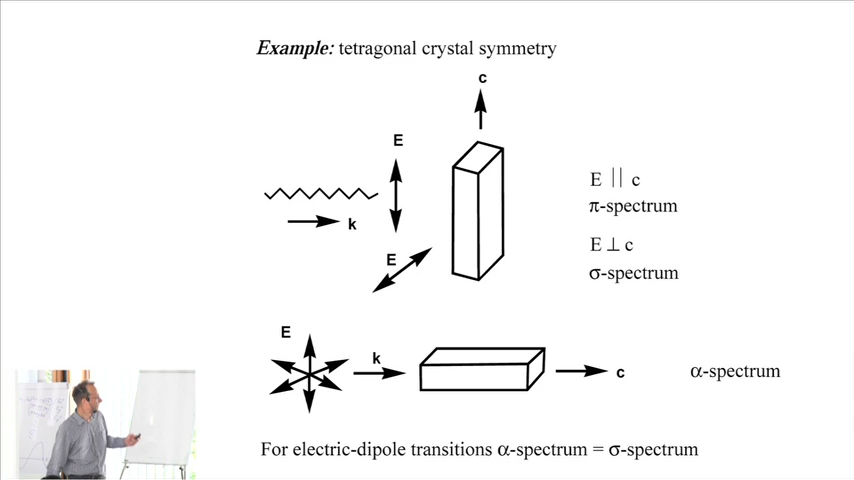 Example: tetragonal crystal symmetry
c
E
k
E
E || c
π-spectrum
E ⊥ c
σ-spectrum
E
k
c
α-spectrum
For electric-dipole transitions α-spectrum = σ-spectrum